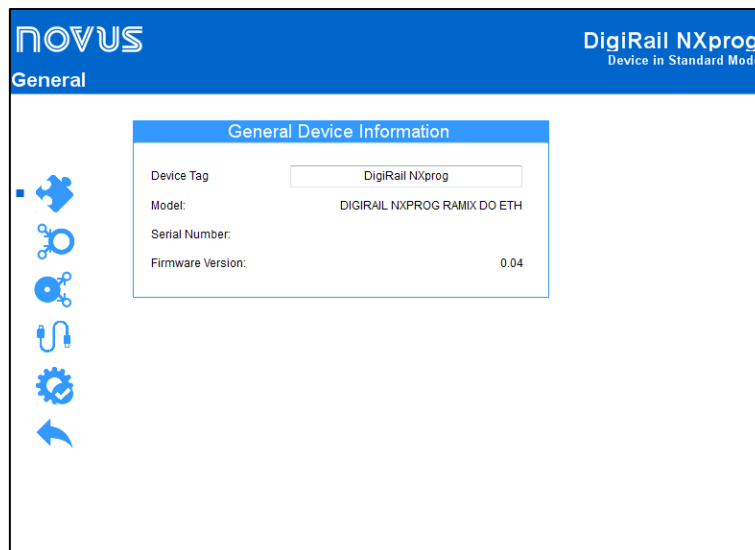 NOVUS
DigiRail NXprog
Device in Standard Mode
General
General Device Information
Device Tag
DigiRail NXprog
Model:
DIGIRAIL NXPROG RAMIX DO ETH
Serial Number:
Firmware Version:
0.04